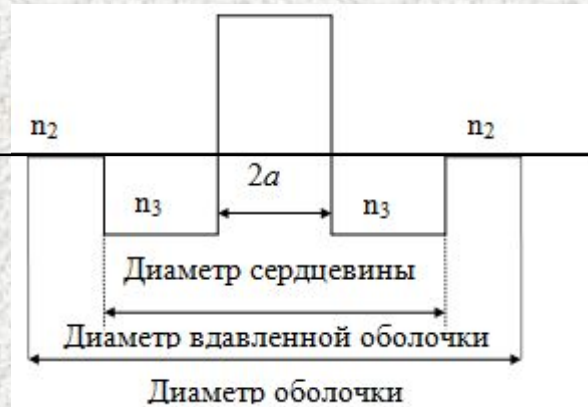 n₂ n₂
2a
n₃ n₃
Диаметр сердцевины
Диаметр вдавленной оболочки
Диаметр оболочки